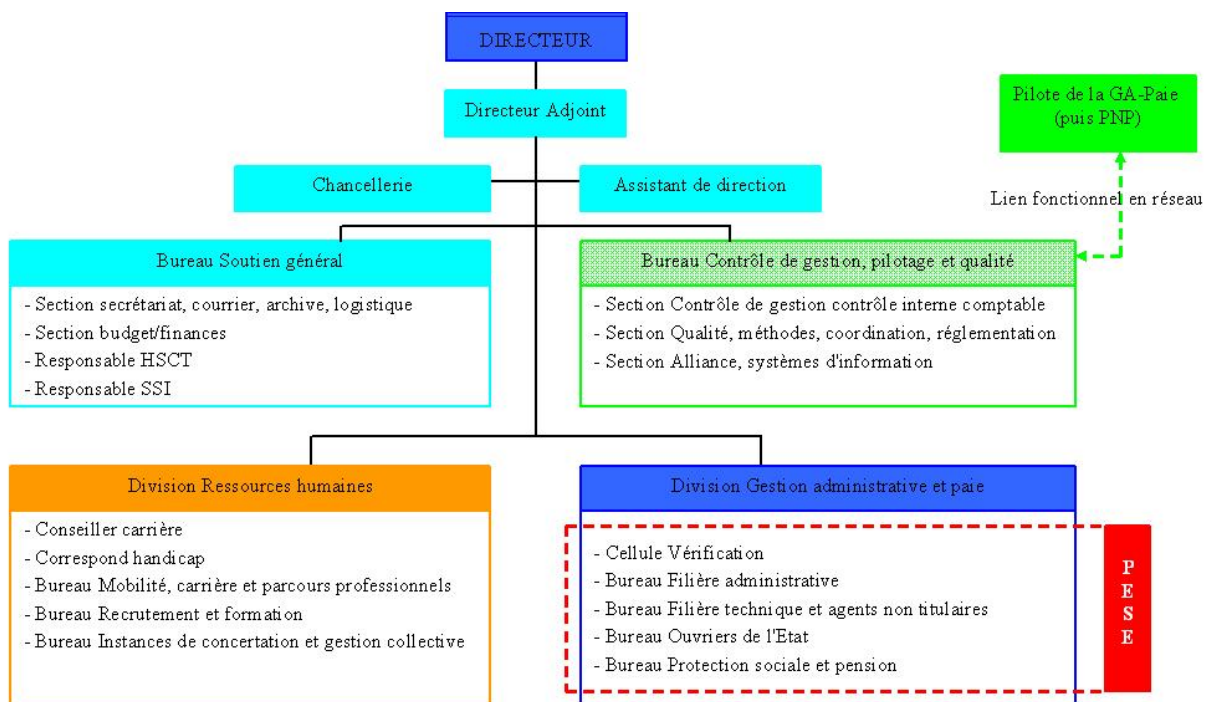 DIRECTEUR
Directeur Adjoint
Pilote de la GA-Paie
(puis PNP)
Chancellerie
Assistant de direction
Lien fonctionnel en réseau
Bureau Soutien général
- Section secrétariat, courrier, archive, logistique
- Section budget/finances
- Responsable HSCT
- Responsable SSI
Bureau Contrôle de gestion, pilotage et qualité
- Section Contrôle de gestion contrôle interne comptable
- Section Qualité, méthodes, coordination, réglementation
- Section Alliance, systèmes d'information
Division Ressources humaines
- Conseiller carrière
- Correspond handicap
- Bureau Mobilité, carrière et parcours professionnels
- Bureau Recrutement et formation
- Bureau Instances de concertation et gestion collective
Division Gestion administrative et paie
- Cellule Vérification
- Bureau Filière administrative
- Bureau Filière technique et agents non titulaires
- Bureau Ouvriers de l'Etat
- Bureau Protection sociale et pension
P
E
S
E